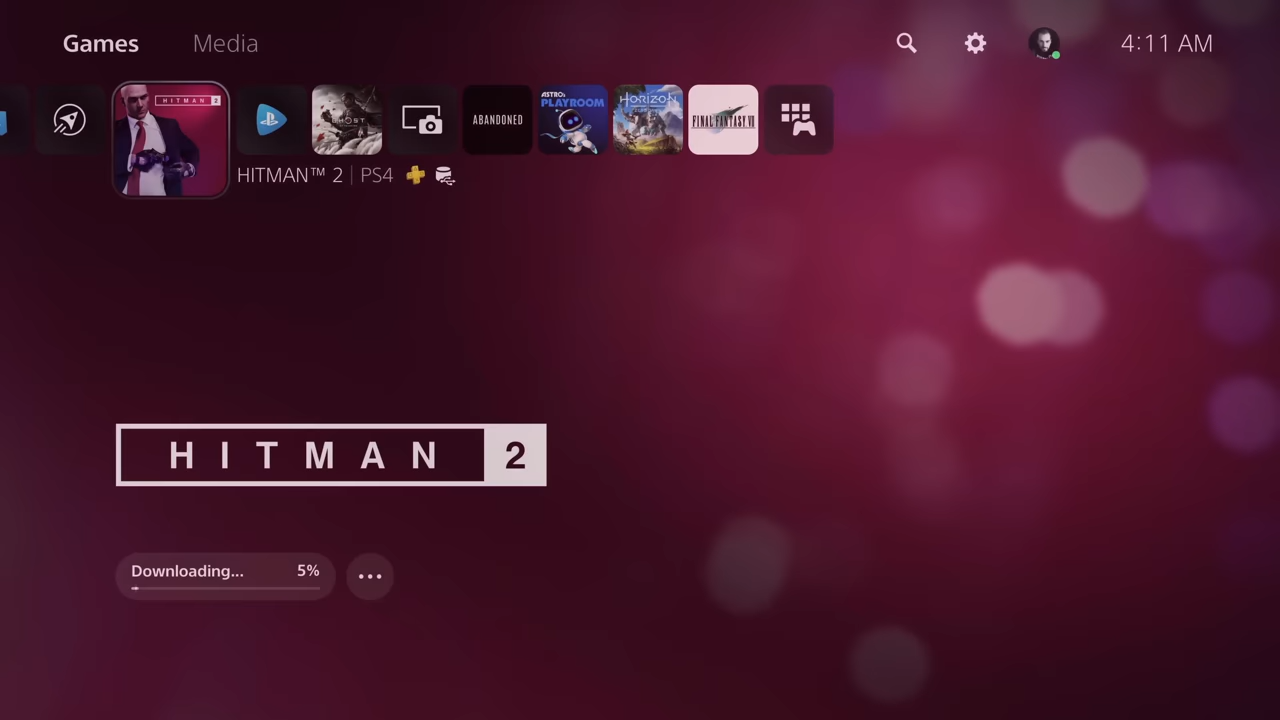 Games Media 4:11 AM
HITMAN 2
GHOST
ABANDONED
ASTRO's
PLAYROOM
HORIZON
FINAL FANTASY VII
HITMAN™ 2 | PS4
HITMAN 2
Downloading... 5%